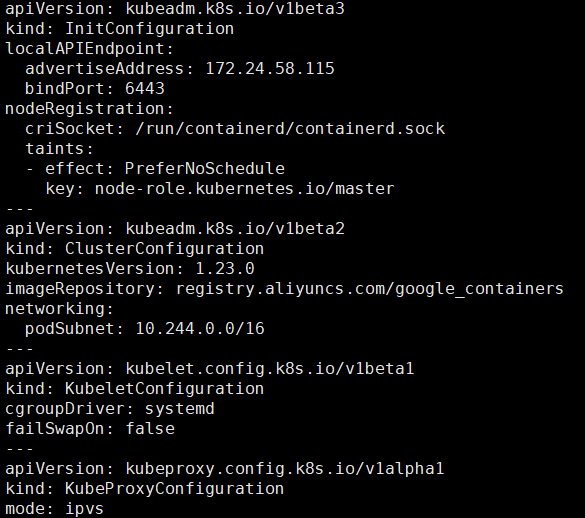 apiVersion: kubeadm.k8s.io/v1beta3
kind: InitConfiguration
localAPIEndpoint:
  advertiseAddress: 172.24.58.115
  bindPort: 6443
nodeRegistration:
  criSocket: /run/containerd/containerd.sock
  taints:
  - effect: PreferNoSchedule
    key: node-role.kubernetes.io/master
---
apiVersion: kubeadm.k8s.io/v1beta2
kind: ClusterConfiguration
kubernetesVersion: 1.23.0
imageRepository: registry.aliyuncs.com/google_containers
networking:
  podSubnet: 10.244.0.0/16
---
apiVersion: kubelet.config.k8s.io/v1beta1
kind: KubeletConfiguration
cgroupDriver: systemd
failSwapOn: false
---
apiVersion: kubeproxy.config.k8s.io/v1alpha1
kind: KubeProxyConfiguration
mode: ipvs